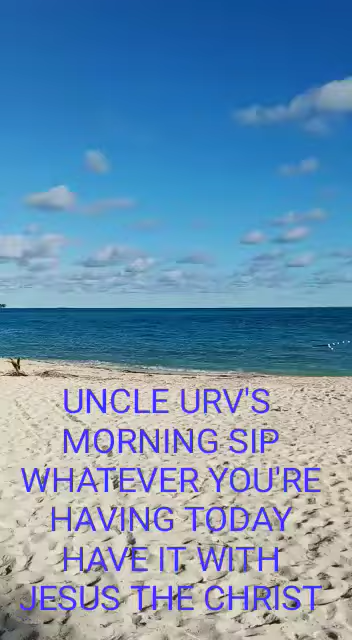 UNCLE URV'S
MORNING SIP
WHATEVER YOU'RE
HAVING TODAY
HAVE IT WITH
JESUS THE CHRIST